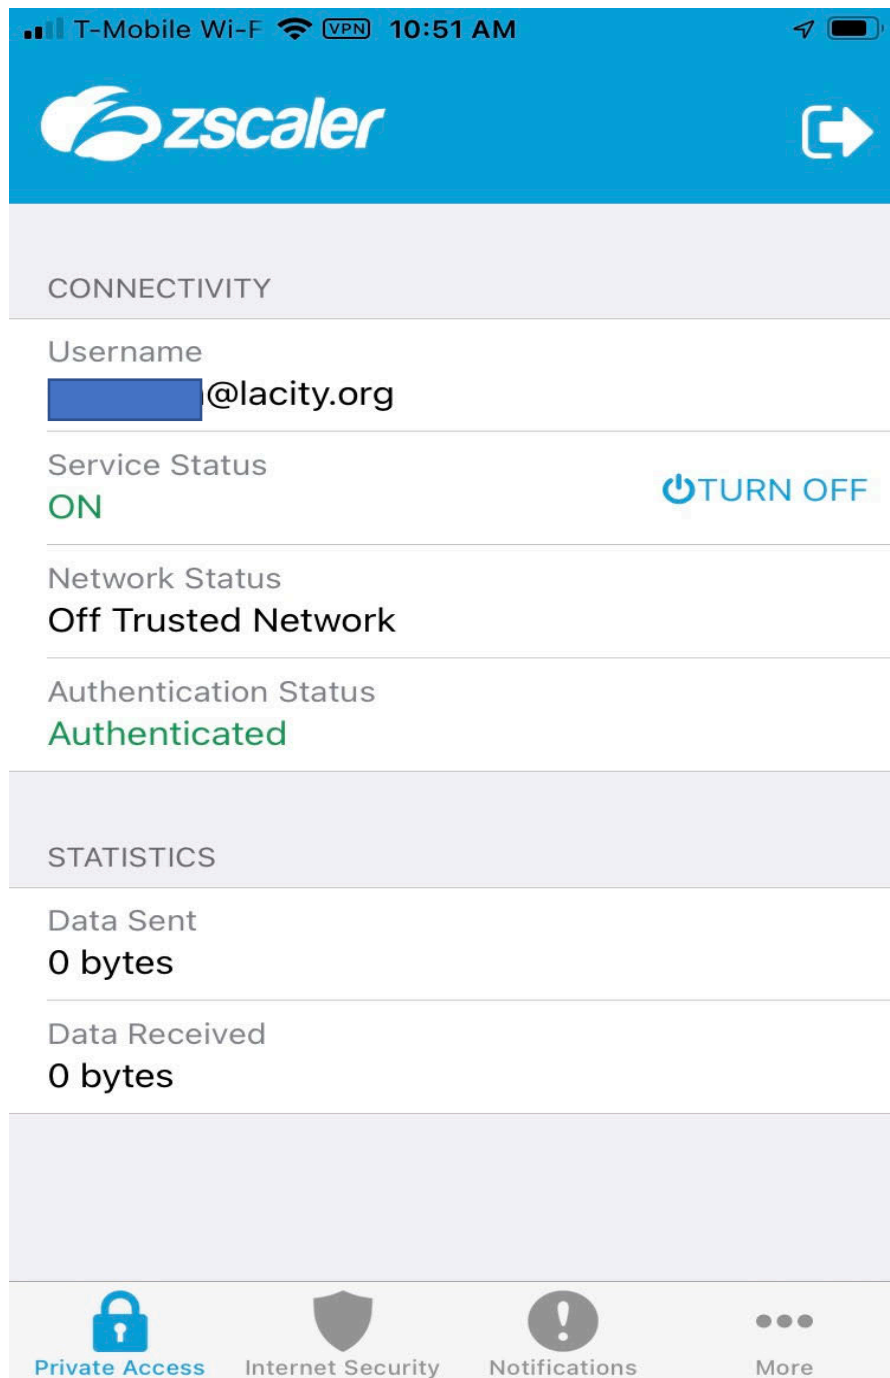 T-Mobile Wi-F VPN 10:51 AM
zscaler
CONNECTIVITY
Username
@lacity.org
Service Status
ON
TURN OFF
Network Status
Off Trusted Network
Authentication Status
Authenticated
STATISTICS
Data Sent
0 bytes
Data Received
0 bytes
Private Access Internet Security Notifications More